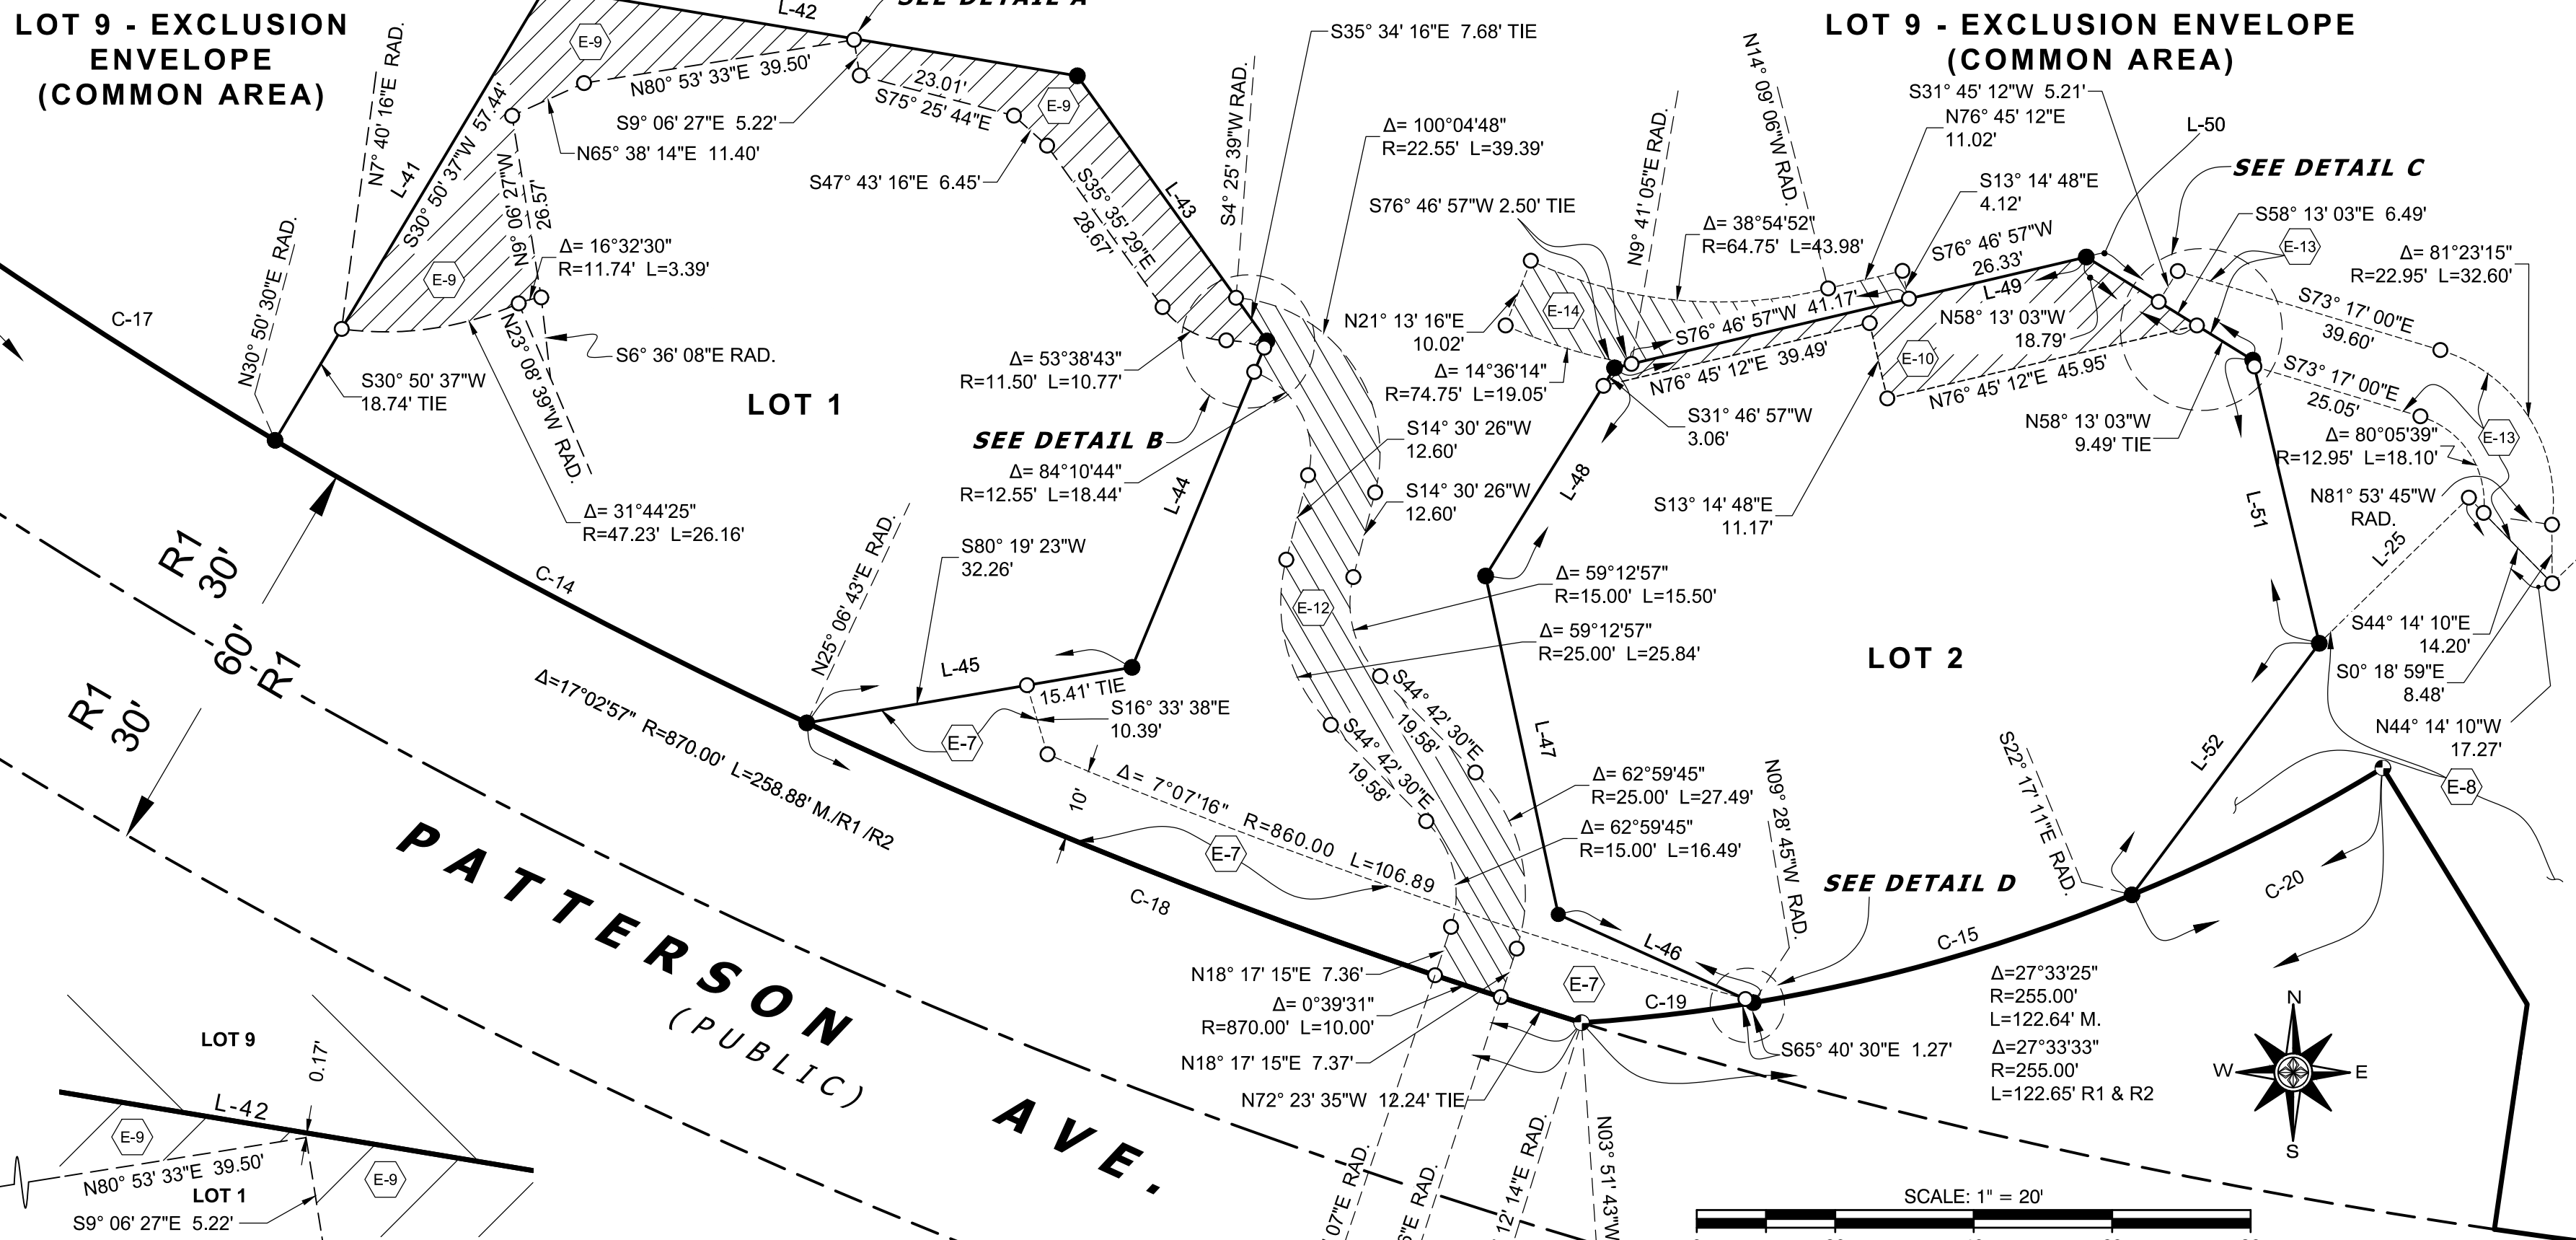 LOT 9 - EXCLUSION
ENVELOPE
(COMMON AREA)
L-42
E-9
N7° 40' 16"E RAD.
L-41
S30° 50' 37"W 57.44'
N80° 53' 33"E 39.50'
S9° 06' 27"E 5.22'
N65° 38' 14"E 11.40'
23.01'
S75° 25' 44"E
E-9
S47° 43' 16"E 6.45'
S35° 35' 29"E
28.67'
L-43
S35° 34' 16"E 7.68' TIE
S4° 25' 39"W RAD.
Δ= 100°04'48"
R=22.55' L=39.39'
N9° 06' 27"W
26.57'
E-9
Δ= 16°32'30"
R=11.74' L=3.39'
N30° 50' 30"E RAD.
C-17
S30° 50' 37"W
18.74' TIE
N23° 08' 39"W RAD.
S6° 36' 08"E RAD.
Δ= 31°44'25"
R=47.23' L=26.16'
LOT 1
Δ= 53°38'43"
R=11.50' L=10.77'
SEE DETAIL B
Δ= 84°10'44"
R=12.55' L=18.44'
L-44
S80° 19' 23"W
32.26'
N25° 06' 43"E RAD.
L-45
15.41' TIE
S16° 33' 38"E
10.39'
E-7
C-14
R1
30'
60'
R1
R1
30'
Δ=17°02'57" R=870.00' L=258.88' M./R1 /R2
10'
Δ= 7°07'16" R=860.00 L=106.89
E-7
C-18
PATTERSON
(PUBLIC)
AVE.
LOT 9 - EXCLUSION ENVELOPE
(COMMON AREA)
N14° 09' 06"W RAD.
S31° 45' 12"W 5.21'
N76° 45' 12"E
11.02'
L-50
SEE DETAIL C
S13° 14' 48"E
4.12'
S58° 13' 03"E 6.49'
E-13
Δ= 81°23'15"
R=22.95' L=32.60'
S76° 46' 57"W 2.50' TIE
N9° 41' 05"E RAD.
Δ= 38°54'52"
R=64.75' L=43.98'
S76° 46' 57"W
26.33'
L-49
E-14
N21° 13' 16"E
10.02'
S76° 46' 57"W 41.17'
N58° 13' 03"W
18.79'
S73° 17' 00"E
39.60'
Δ= 14°36'14"
R=74.75' L=19.05'
N76° 45' 12"E 39.49'
E-10
N76° 45' 12"E 45.95'
S73° 17' 00"E
25.05'
S31° 46' 57"W
3.06'
N58° 13' 03"W
9.49' TIE
Δ= 80°05'39"
R=12.95' L=18.10'
E-13
S14° 30' 26"W
12.60'
S14° 30' 26"W
12.60'
L-48
S13° 14' 48"E
11.17'
L-51
N81° 53' 45"W
RAD.
L-25
Δ= 59°12'57"
R=15.00' L=15.50'
E-12
Δ= 59°12'57"
R=25.00' L=25.84'
LOT 2
S44° 14' 10"E
14.20'
S0° 18' 59"E
8.48'
N44° 14' 10"W
17.27'
S44° 42' 30"E
19.58'
S44° 42' 30"E
19.58'
L-47
Δ= 62°59'45"
R=25.00' L=27.49'
Δ= 62°59'45"
R=15.00' L=16.49'
N09° 28' 45"W RAD.
S22° 17' 11"E RAD.
L-52
E-8
SEE DETAIL D
C-20
L-46
C-15
N18° 17' 15"E 7.36'
Δ= 0°39'31"
R=870.00' L=10.00'
N18° 17' 15"E 7.37'
N72° 23' 35"W 12.24' TIE
E-7
C-19
S65° 40' 30"E 1.27'
Δ=27°33'25"
R=255.00'
L=122.64' M.
Δ=27°33'33"
R=255.00'
L=122.65' R1 & R2
07"E RAD.
6"E RAD.
12' 14"E RAD.
N03° 51' 43"W
N
W
E
S
SCALE: 1" = 20'
LOT 9
0.17'
L-42
E-9
N80° 53' 33"E 39.50'
E-9
LOT 1
S9° 06' 27"E 5.22'